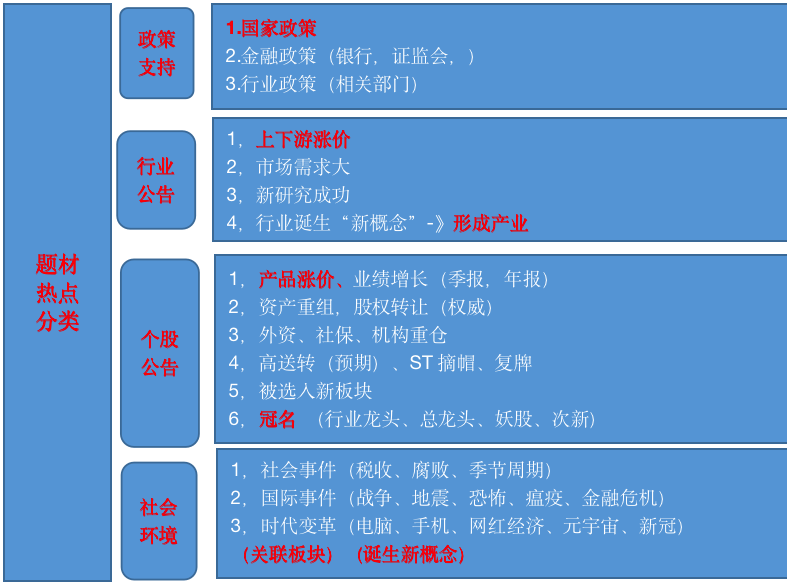 题材
热点
分类
政策
支持
1.国家政策
2.金融政策（银行，证监会，）
3.行业政策（相关部门）
行业
公告
1，上下游涨价
2，市场需求大
3，新研究成功
4，行业诞生“新概念”-》形成产业
个股
公告
1，产品涨价、业绩增长（季报，年报）
2，资产重组，股权转让（权威）
3，外资、社保、机构重仓
4，高送转（预期）、ST 摘帽、复牌
5，被选入新板块
6，冠名 （行业龙头、总龙头、妖股、次新）
社会
环境
1，社会事件（税收、腐败、季节周期）
2，国际事件（战争、地震、恐怖、瘟疫、金融危机）
3，时代变革（电脑、手机、网红经济、元宇宙、新冠）
（关联板块）（诞生新概念）